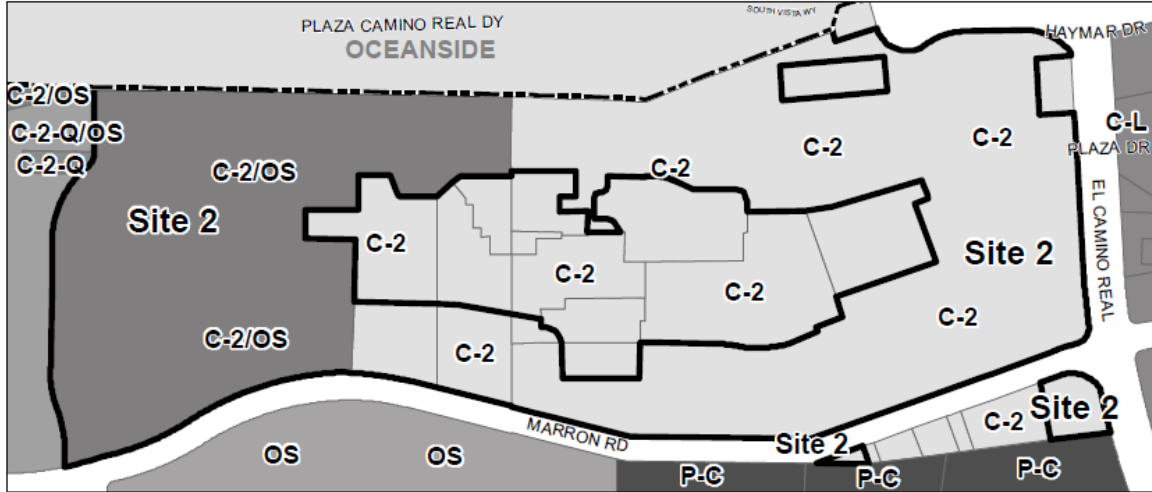 SOUTH VISTA WY
PLAZA CAMINO REAL DY
OCEANSIDE
HAYMAR DR
C-2/OS
C-2-Q/OS
C-2-Q
C-L
PLAZA DR
C-2
C-2
C-2
C-2/OS
Site 2
C-2
C-2
C-2
Site 2
EL CAMINO REAL
C-2
C-2/OS
C-2
Site 2
C-2
MARRON RD
Site 2
OS
OS
P-C
P-C
P-C